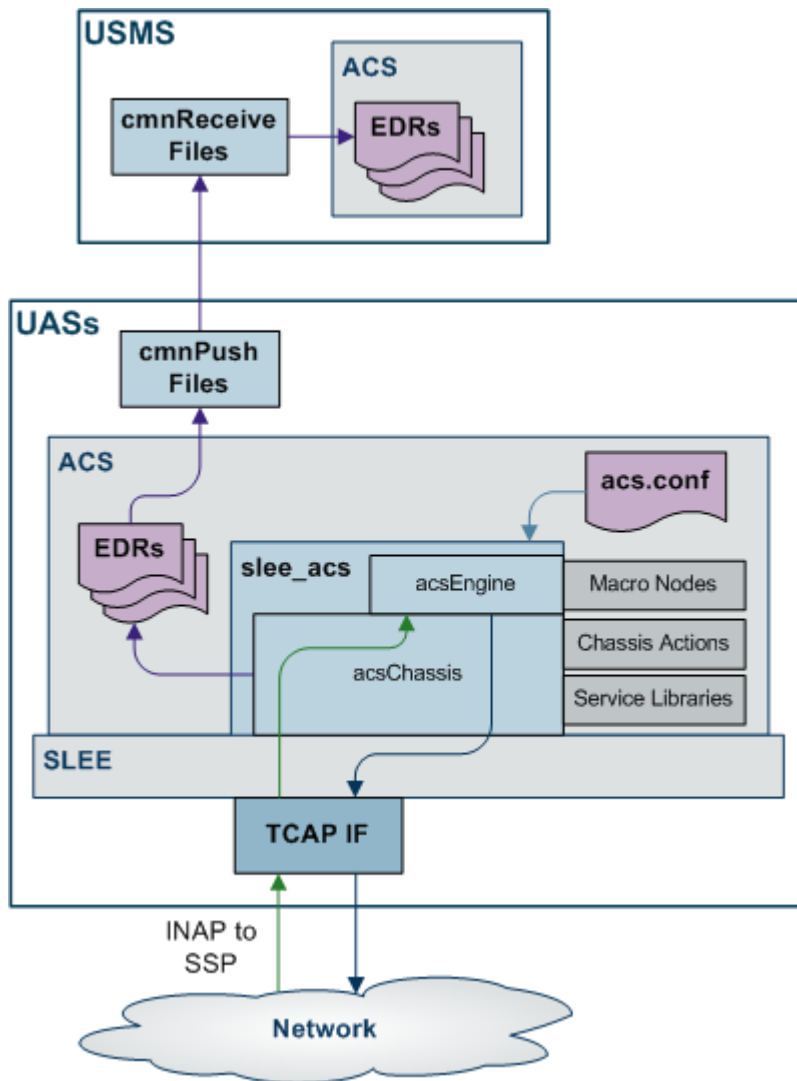 USMS
ACS
cmnReceive
Files
EDRs
UASs
cmnPush
Files
ACS
acs.conf
EDRs
slee_acs
acsEngine
Macro Nodes
acsChassis
Chassis Actions
Service Libraries
SLEE
TCAP IF
INAP to
SSP
Network